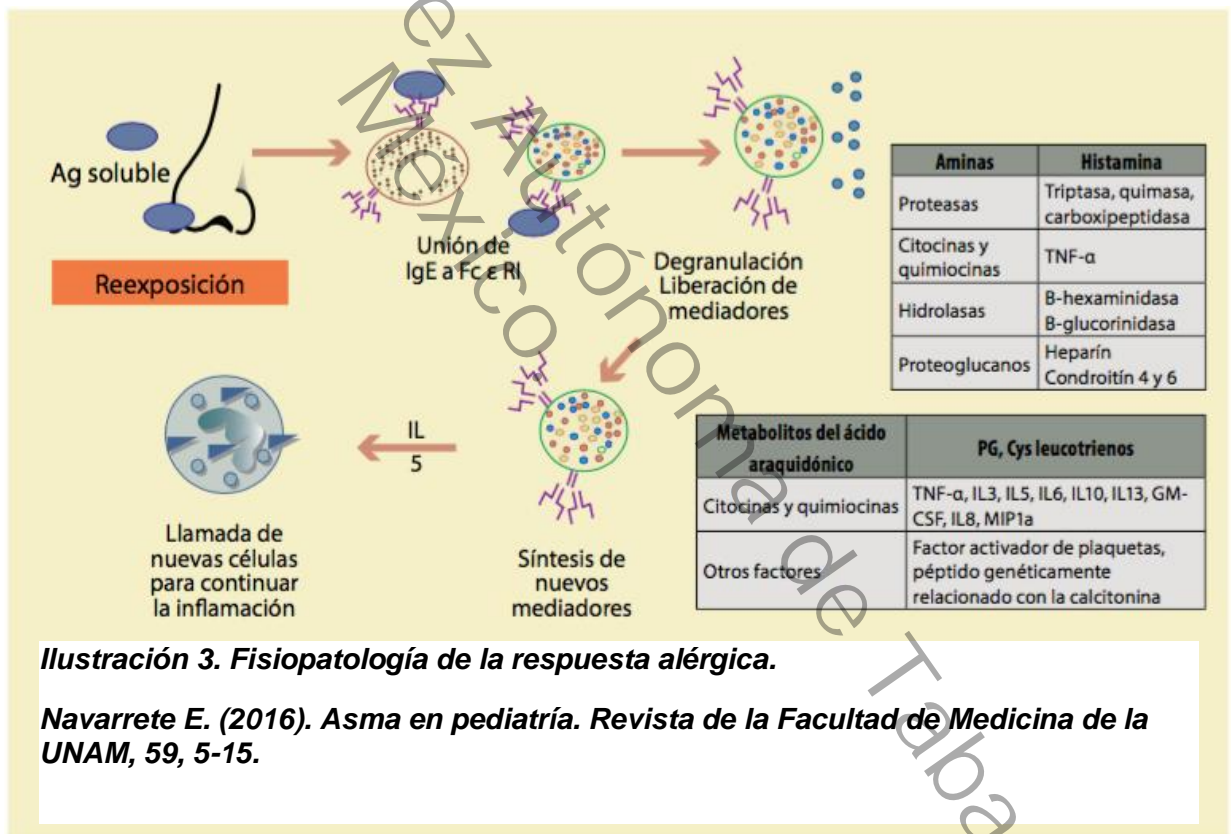 Ag soluble
Reexposición
Unión de
IgE a Fc ε RI
Degranulación
Liberación de
mediadores
Aminas Histamina
Proteasas Triptasa, quimasa,
carboxipeptidasa
Citocinas y
quimiocinas TNF-α
Hidrolasas B-hexaminidasa
B-glucorinidasa
Proteoglucanos Heparín
Condroitín 4 y 6
IL
5
Llamada de
nuevas células
para continuar
la inflamación
Síntesis de
nuevos
mediadores
Metabolitos del ácido
araquidónico PG, Cys leucotrienos
Citocinas y quimiocinas TNF-α, IL3, IL5, IL6, IL10, IL13, GM-
CSF, IL8, MIP1a
Otros factores Factor activador de plaquetas,
péptido genéticamente
relacionado con la calcitonina
Ilustración 3. Fisiopatología de la respuesta alérgica.
Navarrete E. (2016). Asma en pediatría. Revista de la Facultad de Medicina de la
UNAM, 59, 5-15.
ez Autónoma de Taba
México